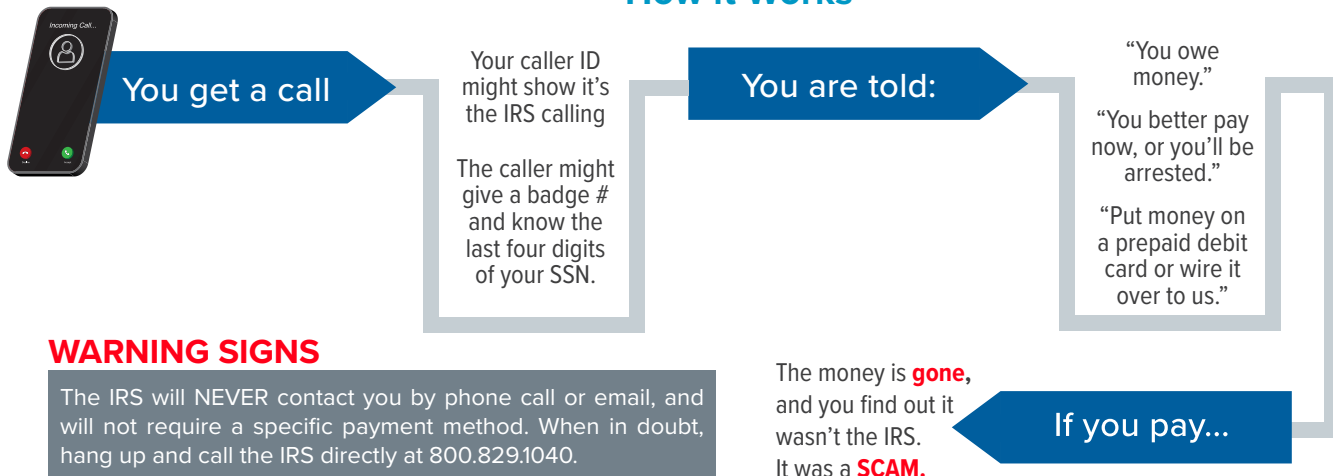 How it Works
Incoming Call...
You get a call
Your caller ID
might show it's
the IRS calling
The caller might
give a badge #
and know the
last four digits
of your SSN.
You are told:
“You owe
money.”
“You better pay
now, or you’ll be
arrested.”
“Put money on
a prepaid debit
card or wire it
over to us.”
If you pay...
The money is gone,
and you find out it
wasn’t the IRS.
It was a SCAM.
WARNING SIGNS
The IRS will NEVER contact you by phone call or email, and
will not require a specific payment method. When in doubt,
hang up and call the IRS directly at 800.829.1040.